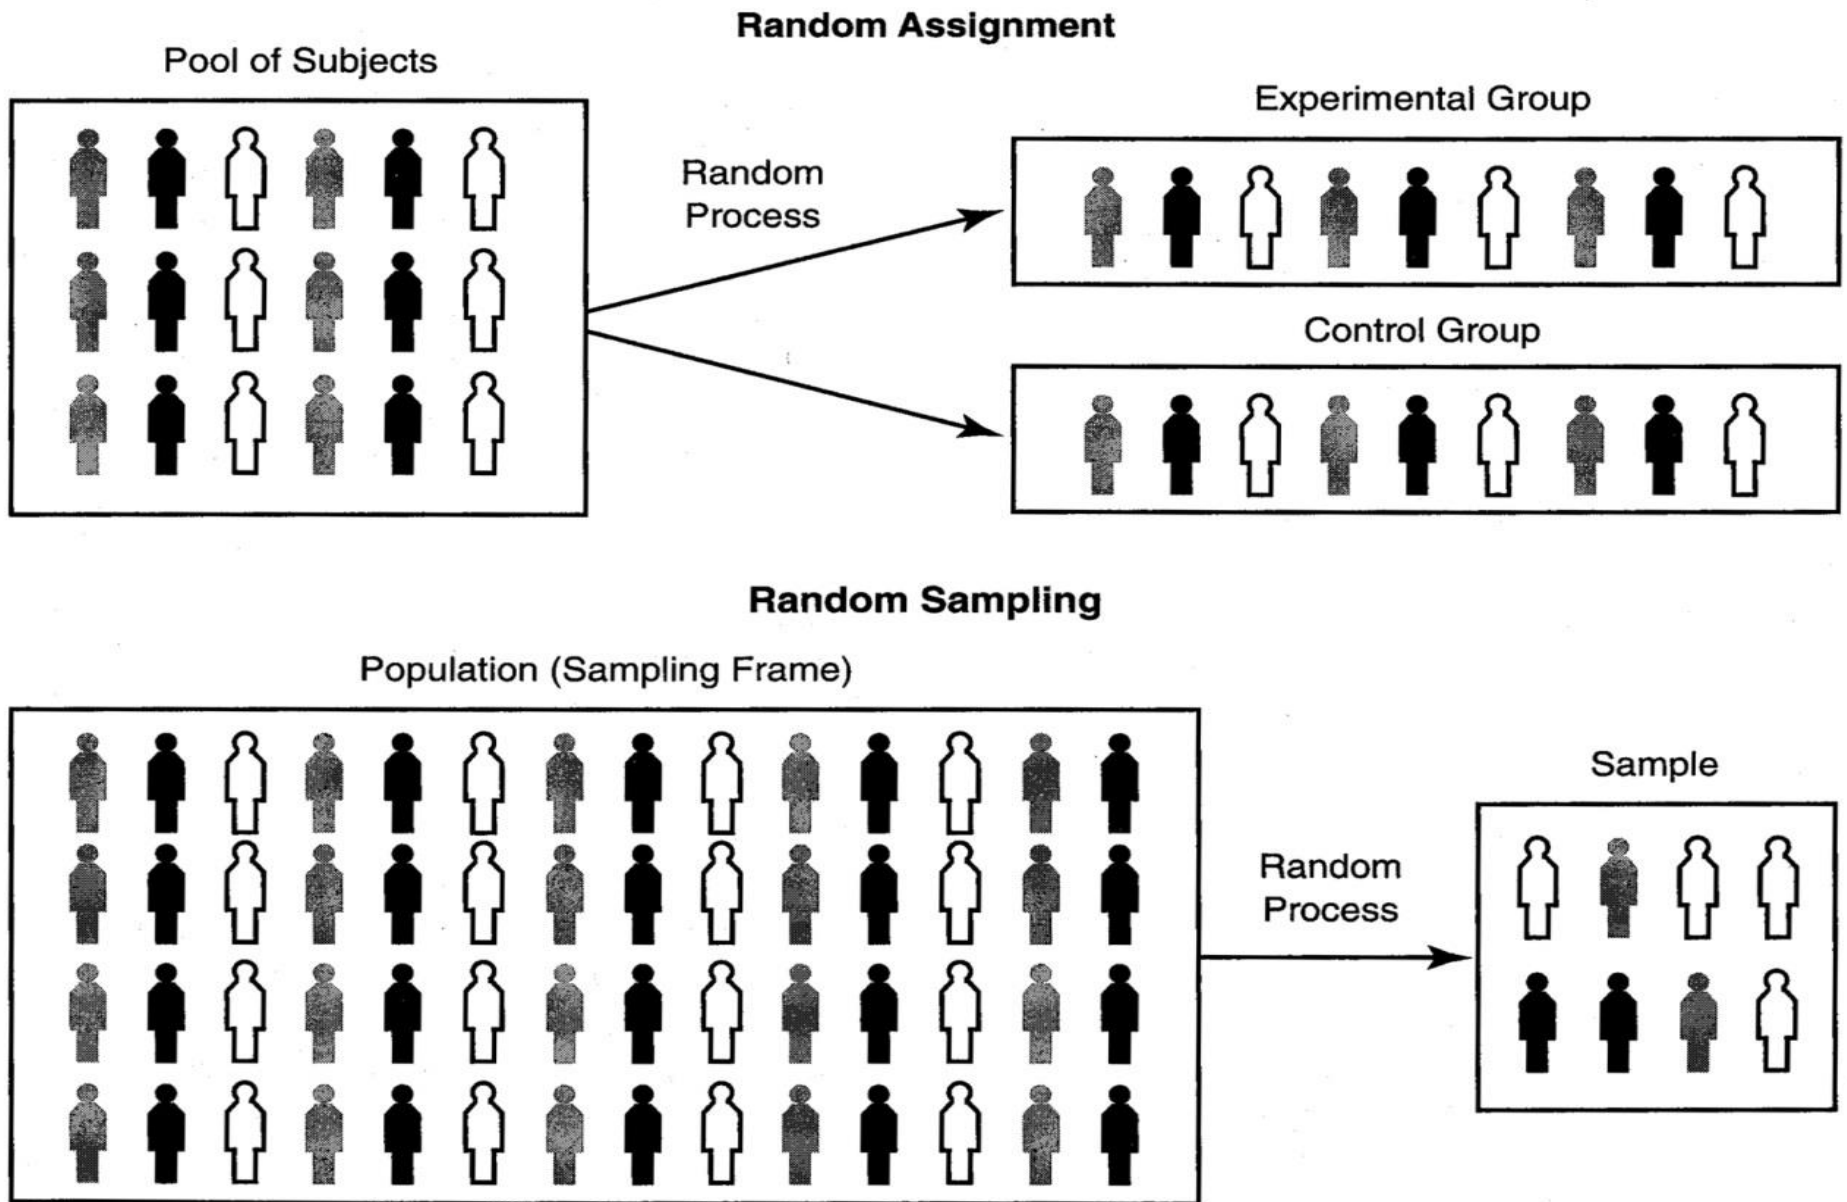 Random Assignment
Pool of Subjects
Experimental Group
Random
Process
Control Group
Random Sampling
Population (Sampling Frame)
Sample
Random
Process